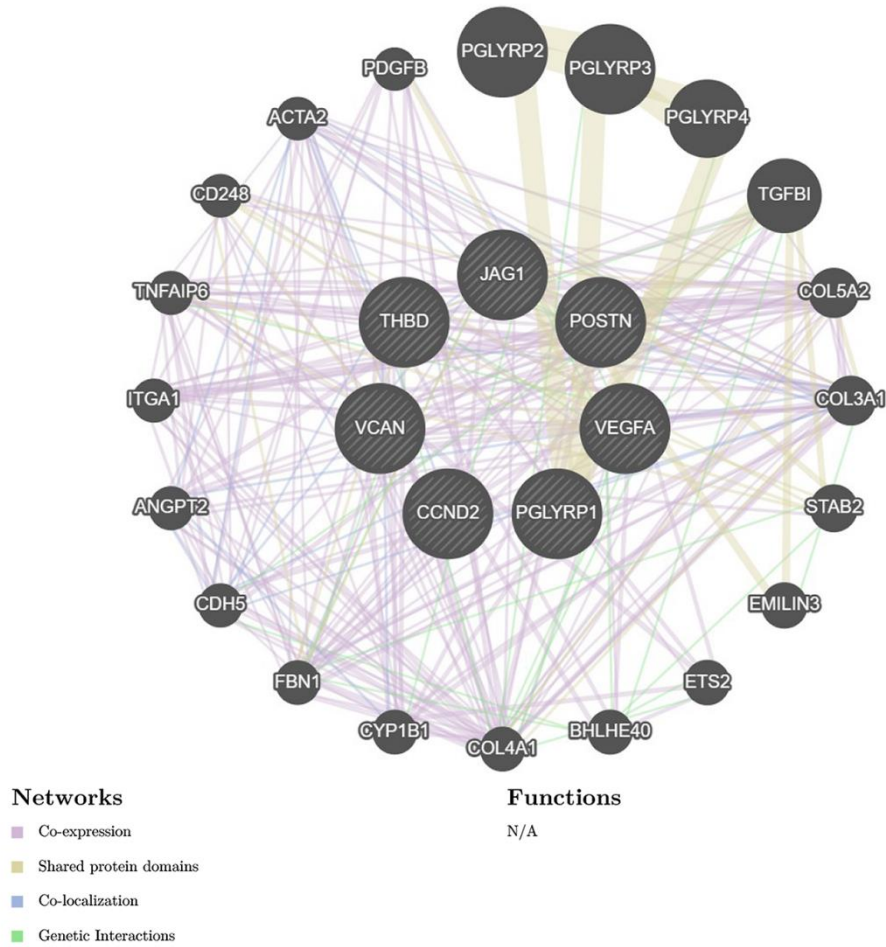 PGLYRP2
PGLYRP3
PDGFB
PGLYRP4
ACTA2
TGFBI
CD248
JAG1
TNFAIP6
COL5A2
THBD
POSTN
ITGA1
COL3A1
VCAN
VEGFA
ANGPT2
STAB2
CCND2
PGLYRP1
CDH5
EMILIN3
FBN1
ETS2
CYP1B1
BHLHE40
COL4A1
Networks
Functions
Co-expression
N/A
Shared protein domains
Co-localization
Genetic Interactions